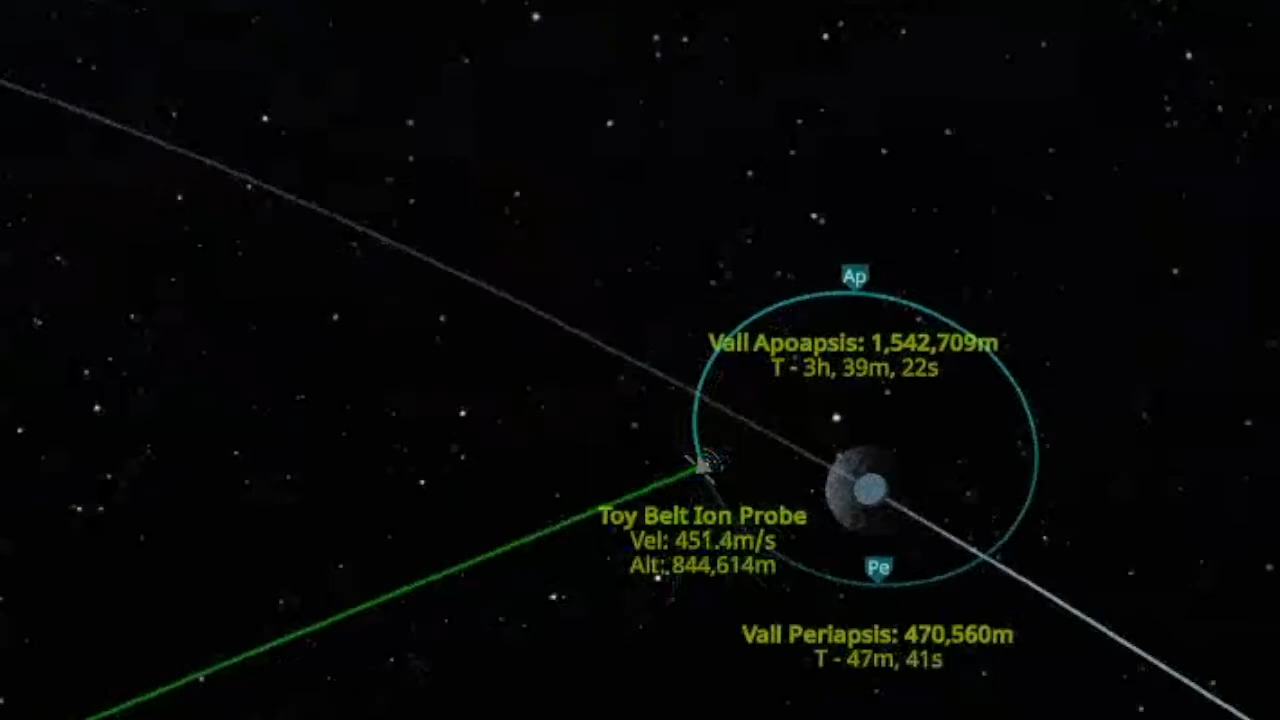 Ap
Vall Apoapsis: 1,542,709m
T - 3h, 39m, 22s
Toy Belt Ion Probe
Vel: 451.4m/s
Alt: 844,614m
Pe
Vall Periapsis: 470,560m
T - 47m, 41s